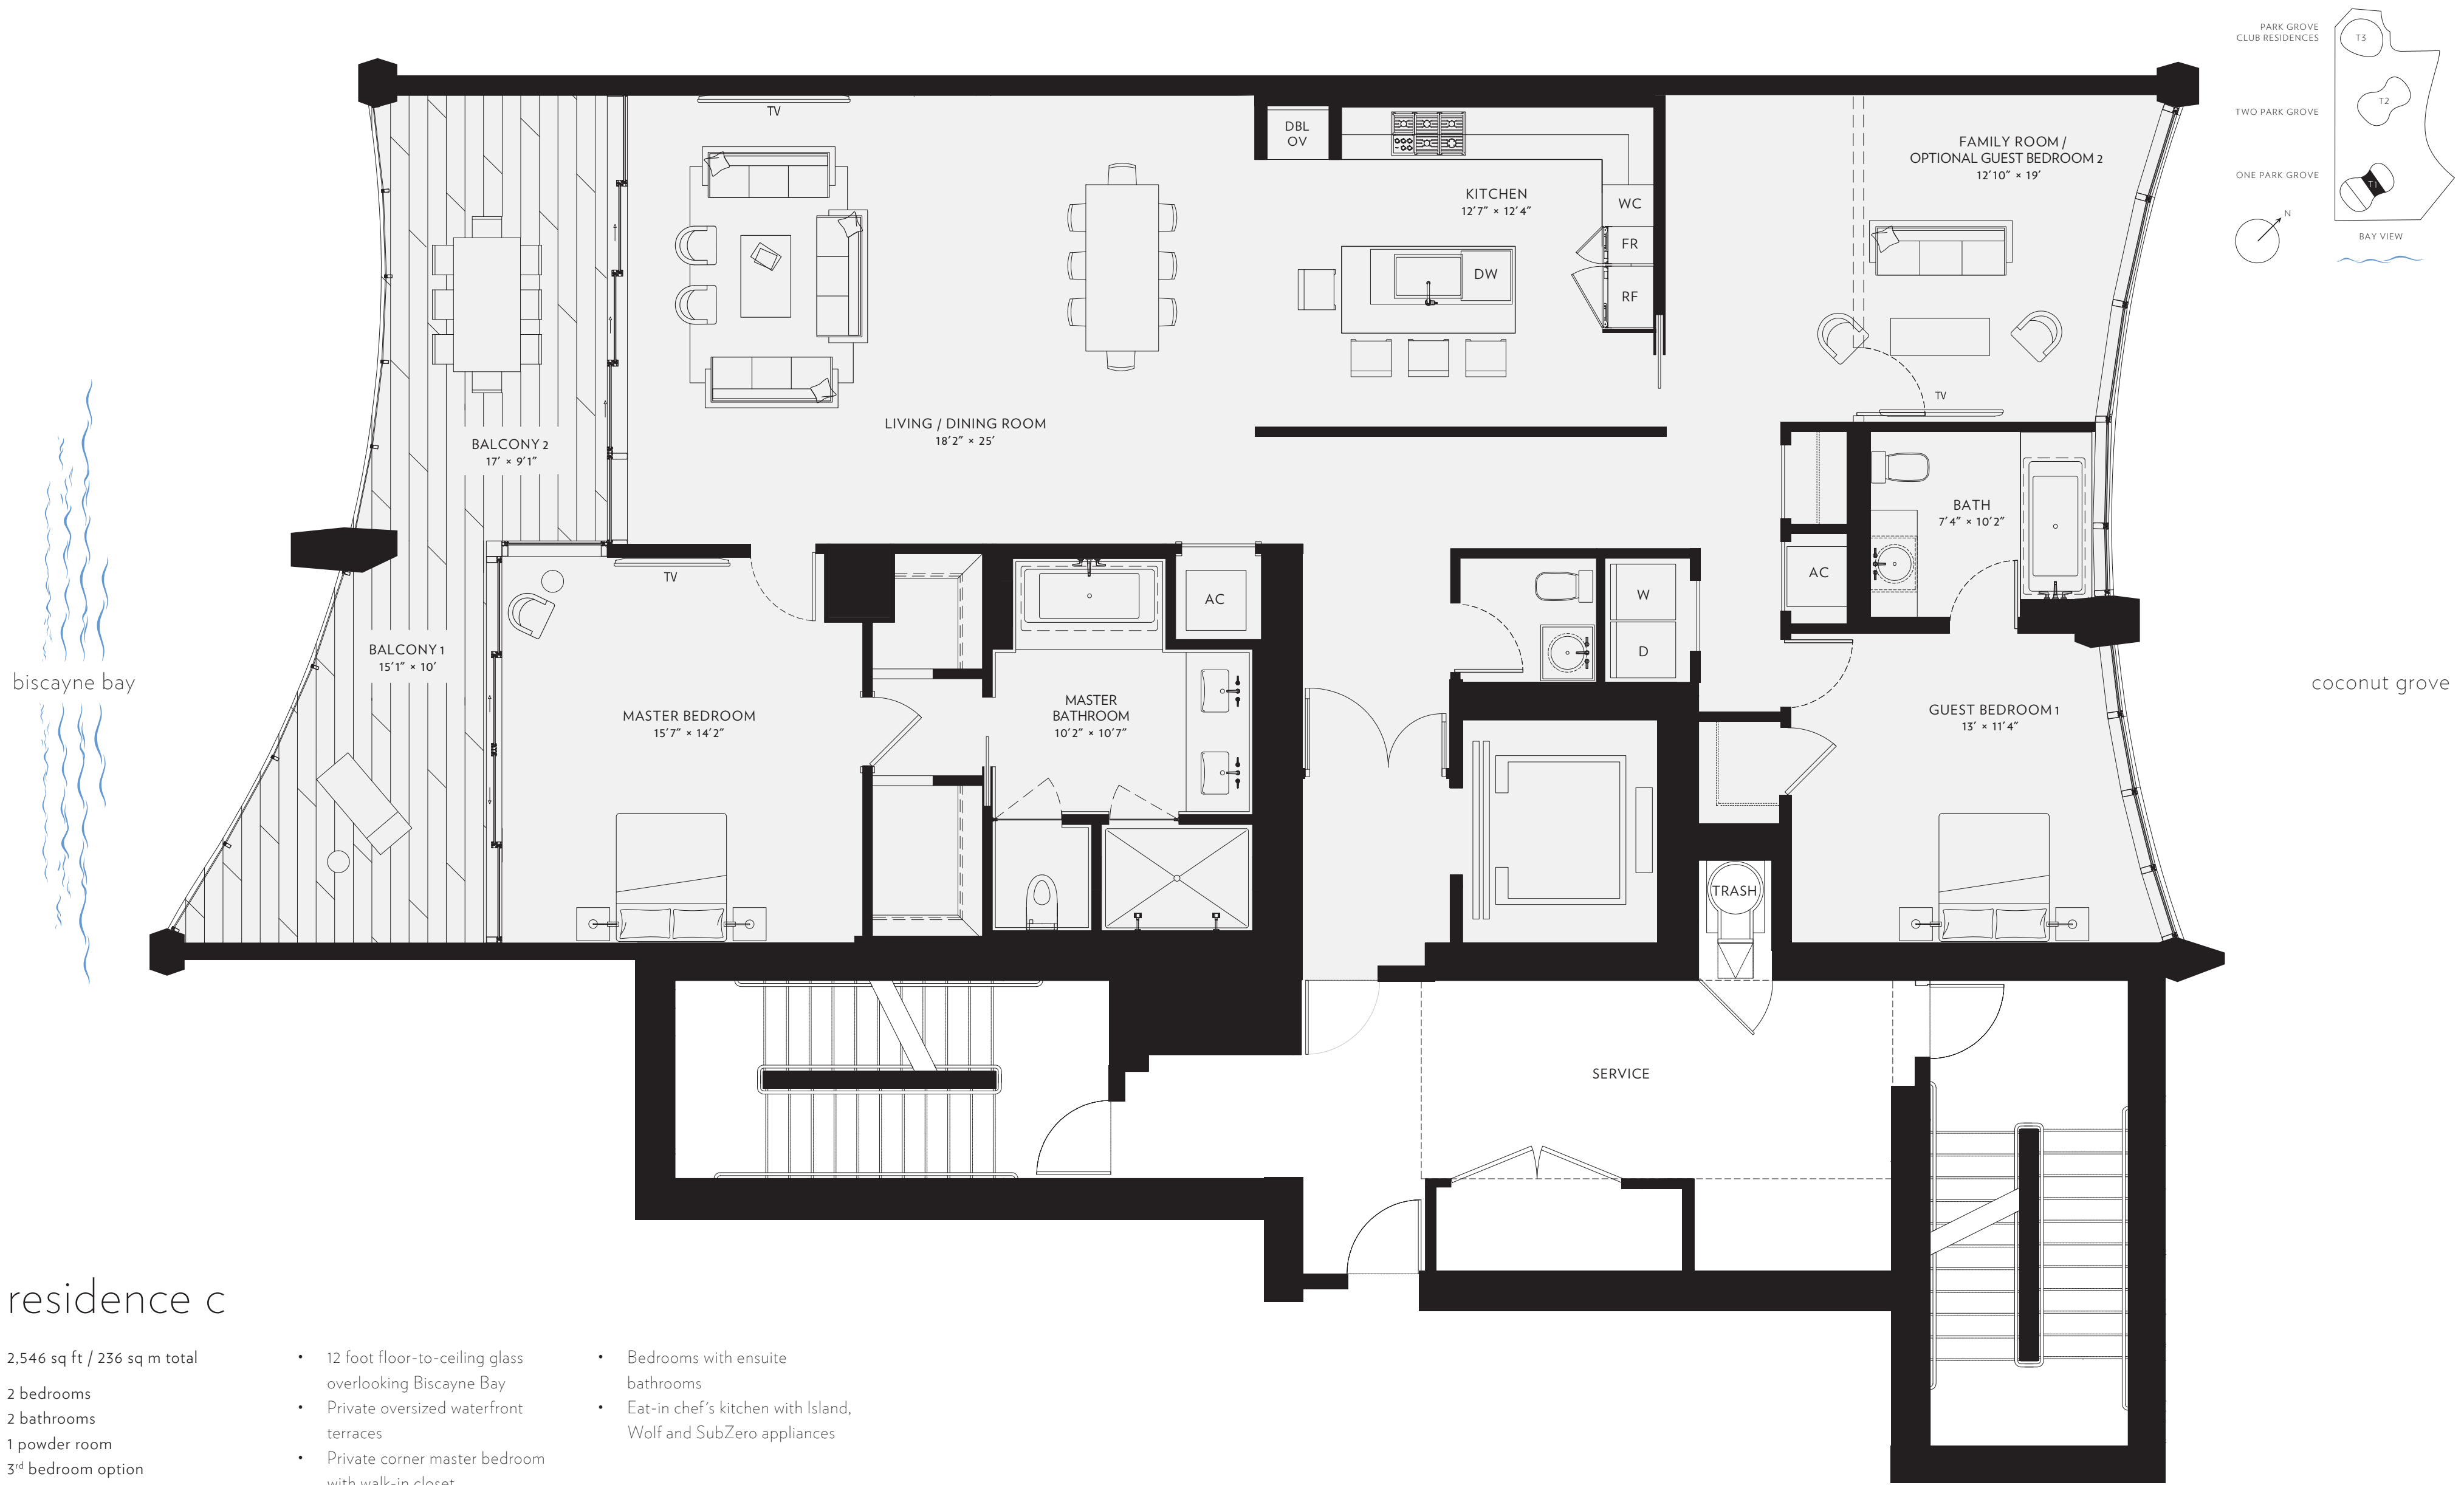 PARK GROVE
CLUB RESIDENCES
T3
TWO PARK GROVE
T2
ONE PARK GROVE
T1
N
BAY VIEW
TV
DBL
OV
KITCHEN
12'7" × 12'4"
WC
FR
RF
DW
FAMILY ROOM /
OPTIONAL GUEST BEDROOM 2
12'10" × 19'
TV
LIVING / DINING ROOM
18'2" × 25'
BALCONY 2
17' × 9'1"
BATH
7'4" × 10'2"
AC
TV
AC
W
D
BALCONY 1
15'1" × 10'
biscayne bay
MASTER BEDROOM
15'7" × 14'2"
MASTER
BATHROOM
10'2" × 10'7"
GUEST BEDROOM 1
13' × 11'4"
coconut grove
TRASH
SERVICE
residence c
2,546 sq ft / 236 sq m total
2 bedrooms
2 bathrooms
1 powder room
3rd bedroom option
• 12 foot floor-to-ceiling glass
overlooking Biscayne Bay
• Private oversized waterfront
terraces
• Private corner master bedroom
with walk-in closet
• Bedrooms with ensuite
bathrooms
• Eat-in chef's kitchen with Island,
Wolf and SubZero appliances